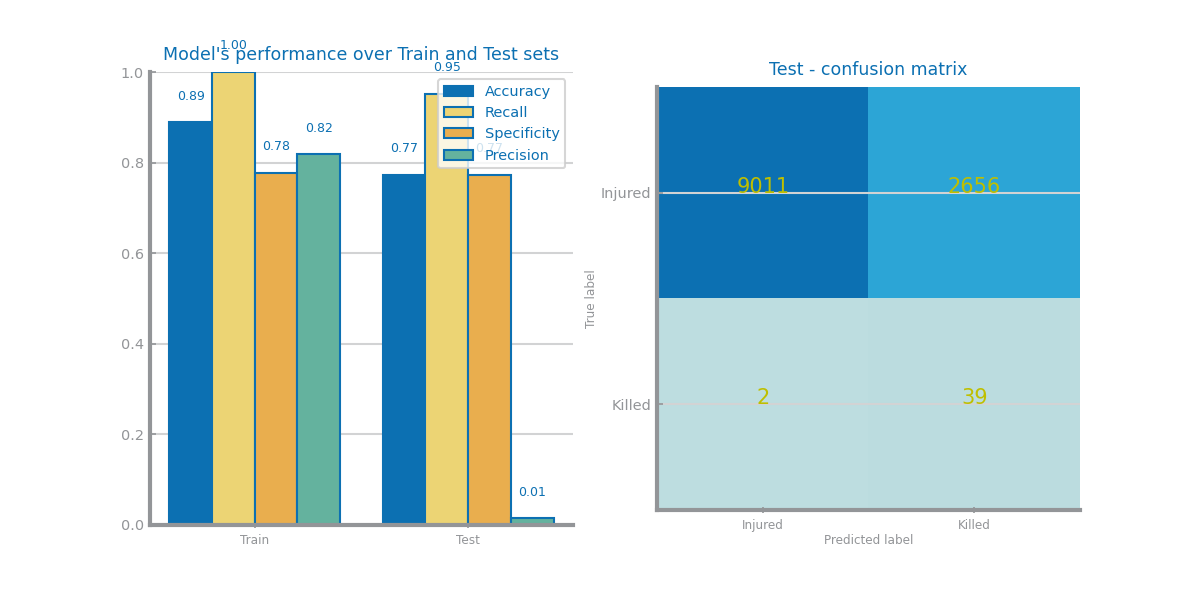 Model's performance over Train and Test sets
1.00
0.95
0.89
0.82
0.78
0.77
0.77
0.01
Accuracy
Recall
Specificity
Precision
1.0
0.8
0.6
0.4
0.2
0.0
Train
Test
Test - confusion matrix
True label
Injured
9011
2656
Killed
2
39
Injured
Killed
Predicted label